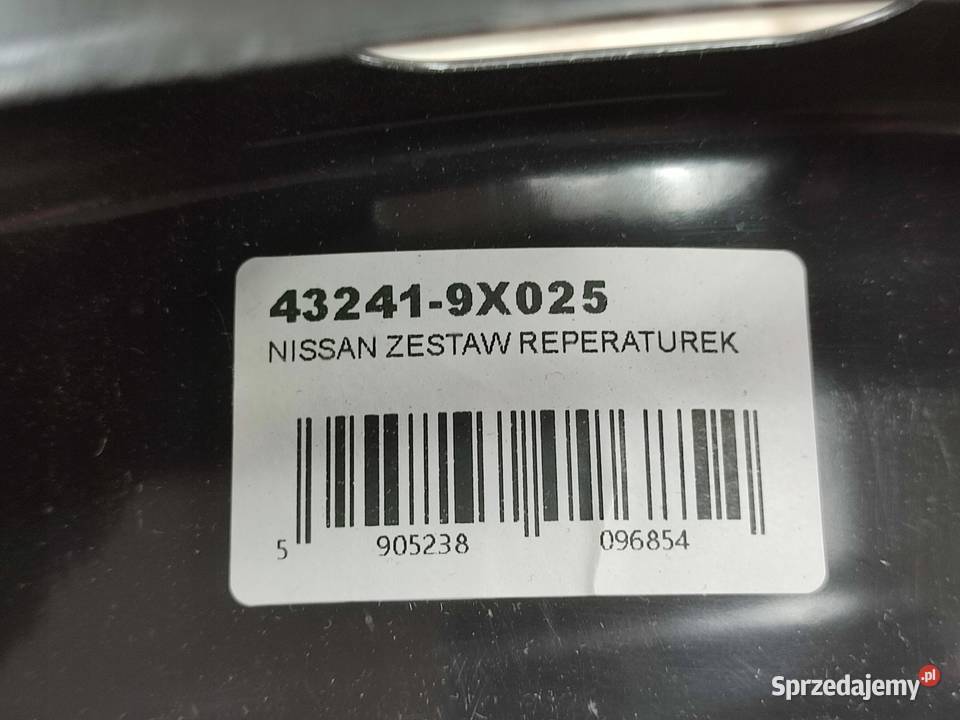 43241-9X025
NISSAN ZESTAW REPERATUREK
5 905238 096854
Sprzedajemy.pl